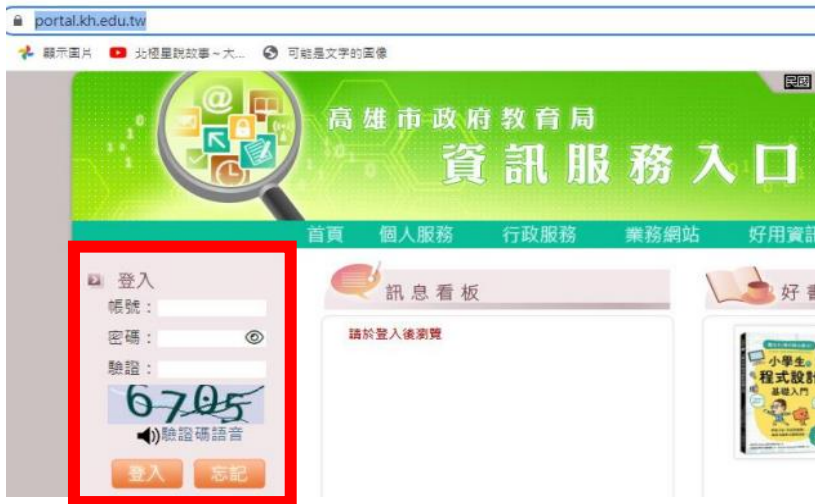 portal.kh.edu.tw
顯示圖片 北極星說故事~大... 可能是文字的圖像
民國
高雄市政府教育局
資訊服務入口
首頁 個人服務 行政服務 業務網站 好用資訊
登入
帳號：
密碼：
驗證：
6705
驗證碼語音
登入 忘記
訊息看板
請於登入後瀏覽
好書
小學生
程式設計
基礎入門